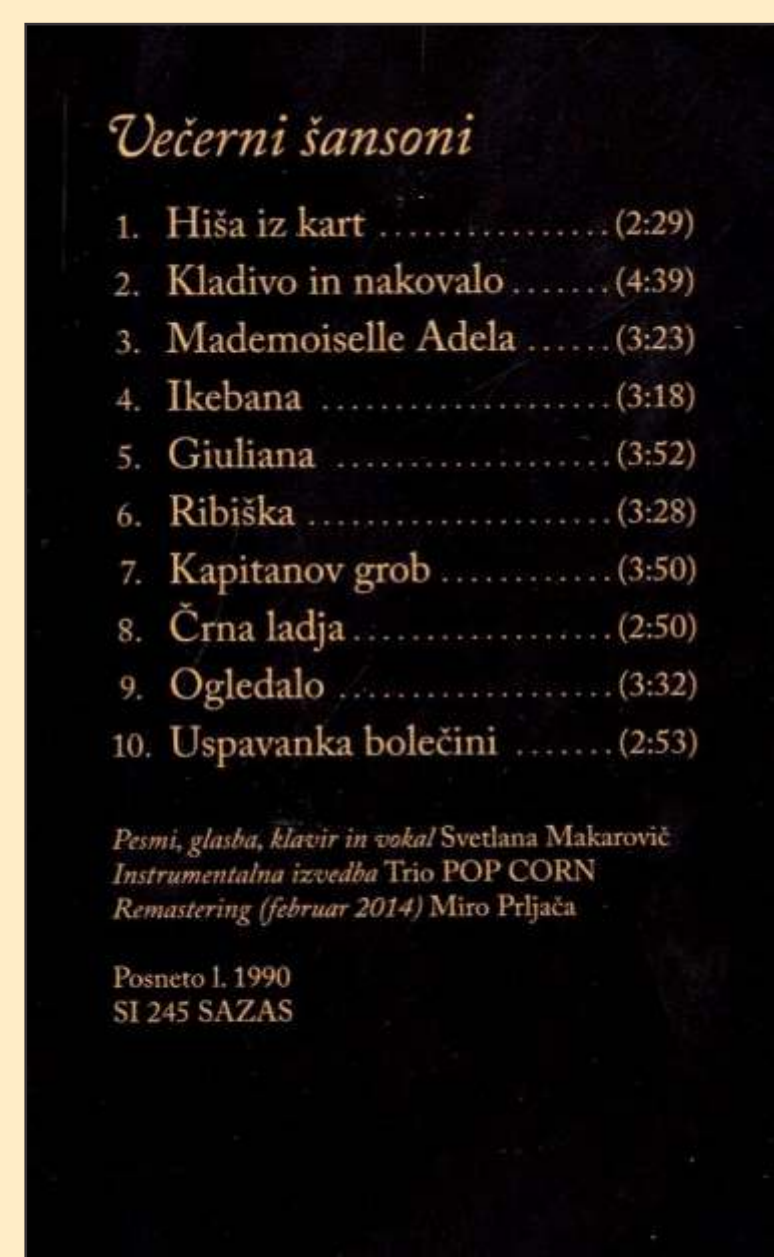 Večerni šansoni
1. Hiša iz kart ................ (2:29)
2. Kladivo in nakovalo ....... (4:39)
3. Mademoiselle Adela ...... (3:23)
4. Ikebana .................... (3:18)
5. Giuliana ................... (3:52)
6. Ribiška ..................... (3:28)
7. Kapitanov grob ............ (3:50)
8. Črna ladja .................. (2:50)
9. Ogledalo ................... (3:32)
10. Uspavanka bolečini ....... (2:53)
Pesmi, glasba, klavir in vokal Svetlana Makarovič
Instrumentalna izvedba Trio POP CORN
Remastering (februar 2014) Miro Prljača
Posneto l. 1990
SI 245 SAZAS